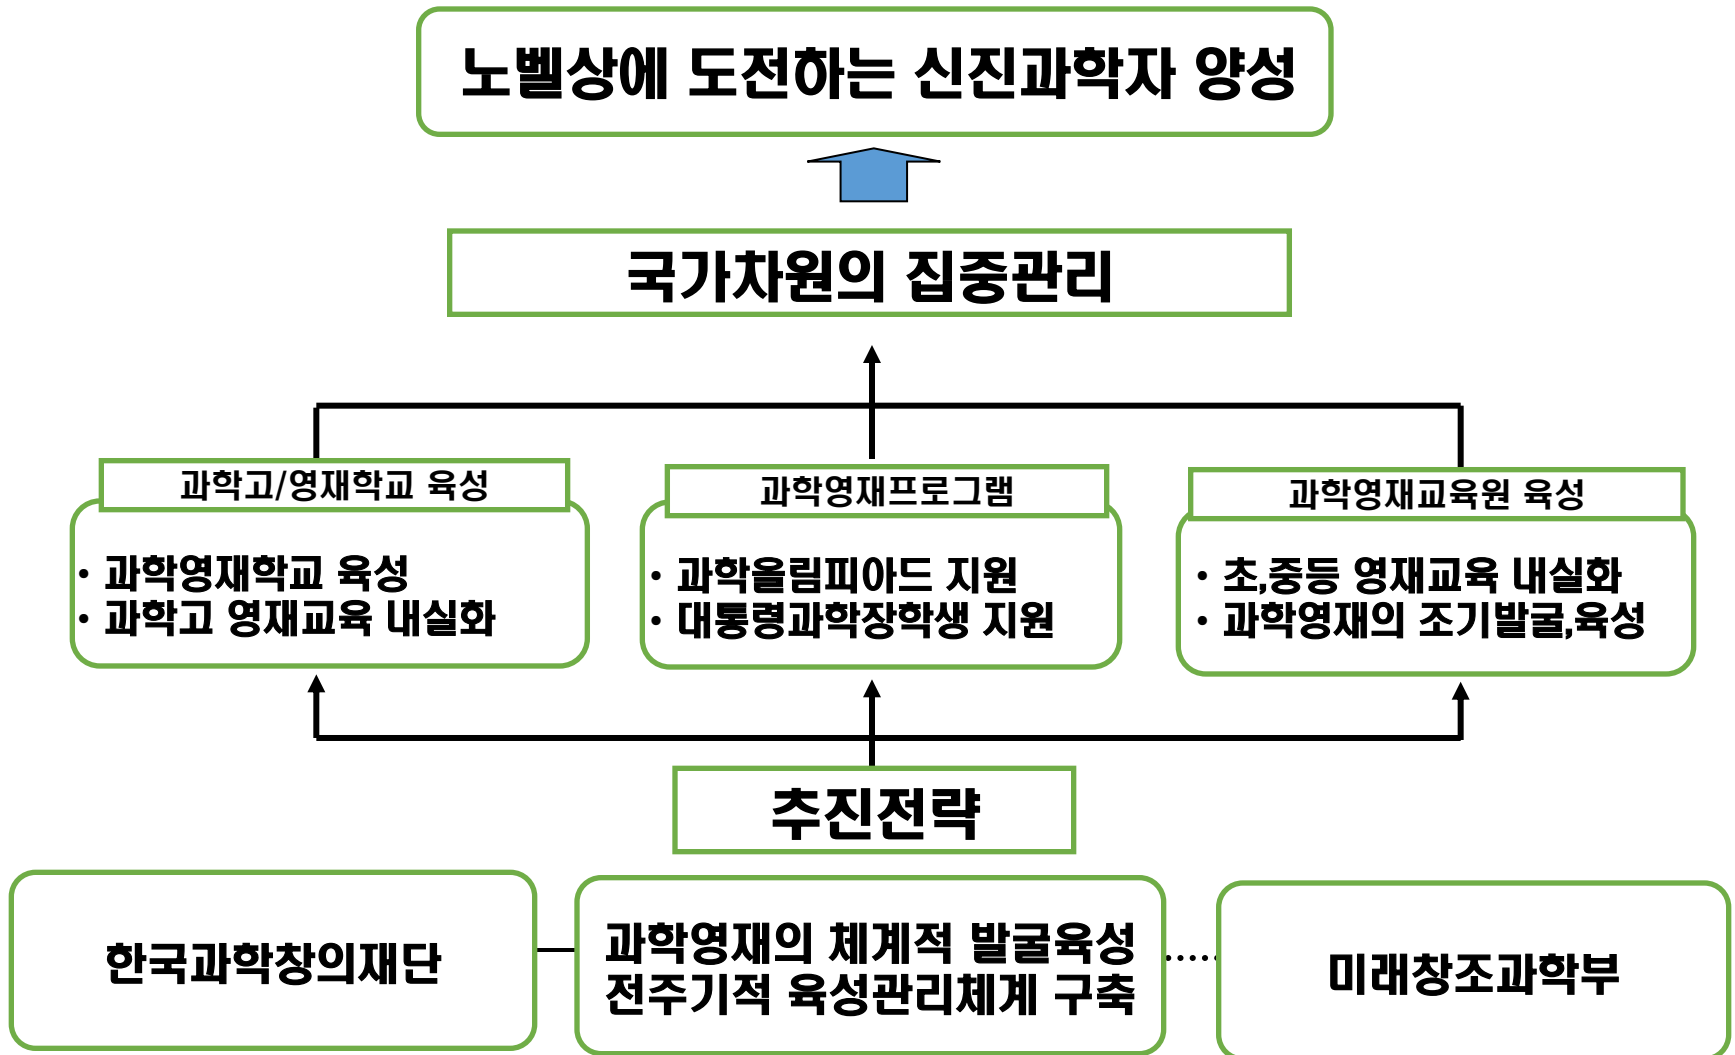 노벨상에 도전하는 신진과학자 양성
국가차원의 집중관리
과학고/영재학교 육성
• 과학영재학교 육성
• 과학고 영재교육 내실화
과학영재프로그램
• 과학올림피아드 지원
• 대통령과학장학생 지원
과학영재교육원 육성
• 초,중등 영재교육 내실화
• 과학영재의 조기발굴,육성
추진전략
한국과학창의재단
과학영재의 체계적 발굴육성
전주기적 육성관리체계 구축
미래창조과학부